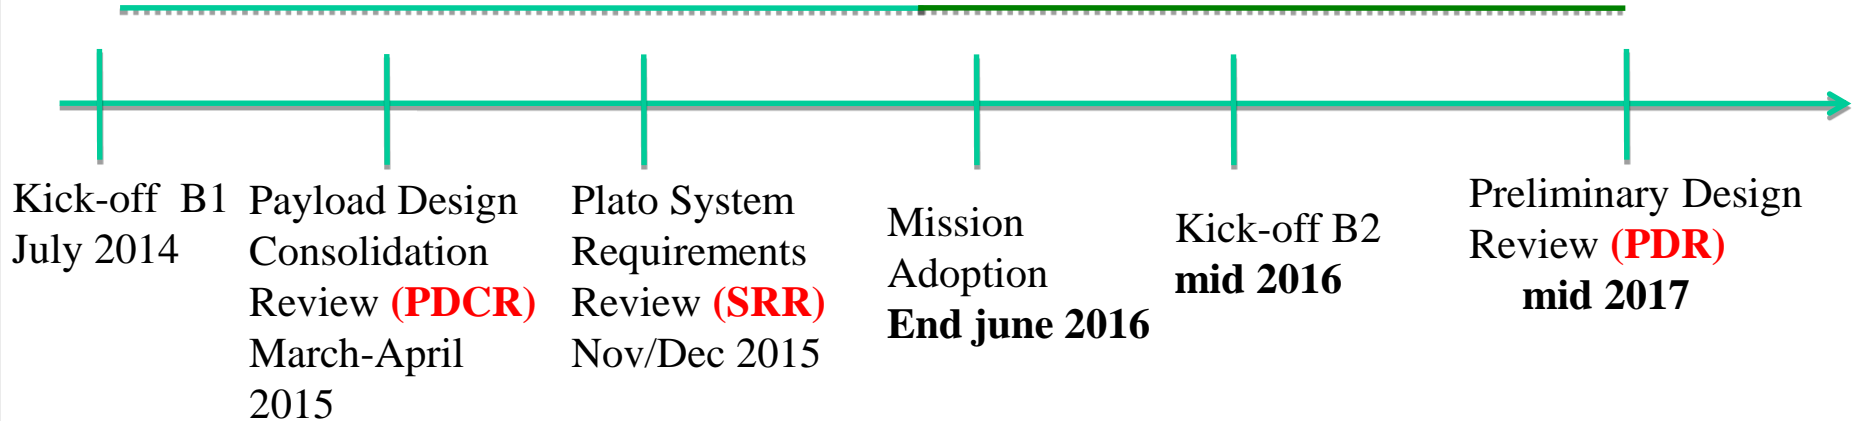 Kick-off B1
July 2014
Payload Design
Consolidation
Review (PDCR)
March-April
2015
Plato System
Requirements
Review (SRR)
Nov/Dec 2015
Mission
Adoption
End june 2016
Kick-off B2
mid 2016
Preliminary Design
Review (PDR)
mid 2017